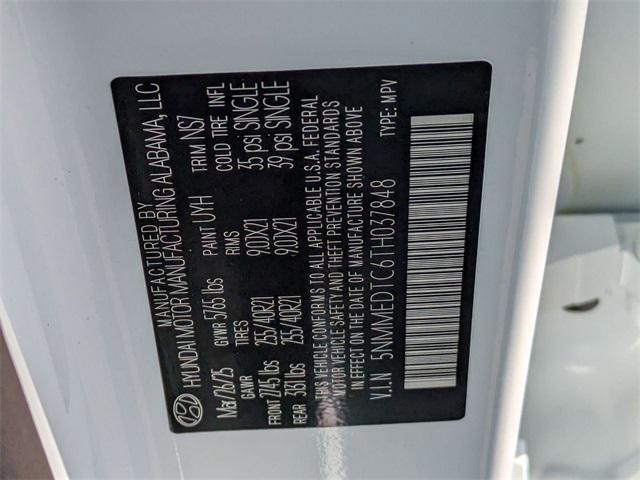 MANUFACTURED BY
HYUNDAI MOTOR MANUFACTURING ALABAMA, LLC
Mar/26/25 GVWR 5765 lbs PAINT UXH TRIM NS7
GAWR TIRES RIMS COLD TIRE INFL
FRONT 2745 lbs 255/40R21 9.0JX21 35 psi SINGLE
REAR 3361 lbs 255/40R21 9.0JX21 39 psi SINGLE
THIS VEHICLE CONFORMS TO ALL APPLICABLE U.S.A. FEDERAL
MOTOR VEHICLE SAFETY AND THEFT PREVENTION STANDARDS
IN EFFECT ON THE DATE OF MANUFACTURE SHOWN ABOVE
V.I.N 5NMMEDTC6TH037848 TYPE: MPV